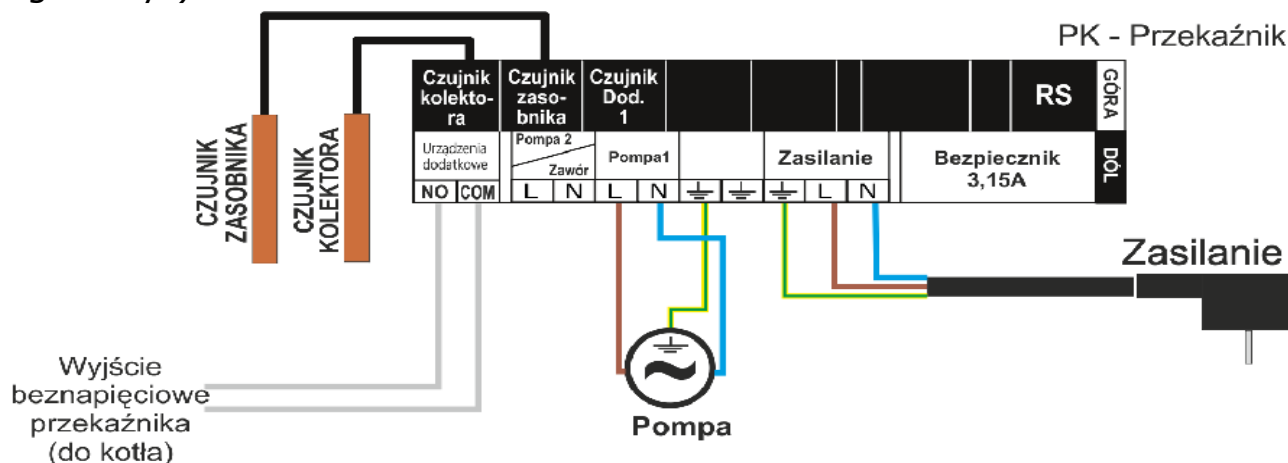 PK - Przekaźnik
Czujnik
kolekto-
ra
Czujnik
zaso-
bnika
Czujnik
Dod.
1
RS
GÓRA
Urządzenia
dodatkowe
Pompa 2
Zawór
Pompa1
Zasilanie
Bezpiecznik
3,15A
DÓL
NO COM L N L N L N
CZUJNIK
ZASOBNIKA
CZUJNIK
KOLEKTORA
Zasilanie
Wyjście
beznapięciowe
przekaźnika
(do kotła)
Pompa